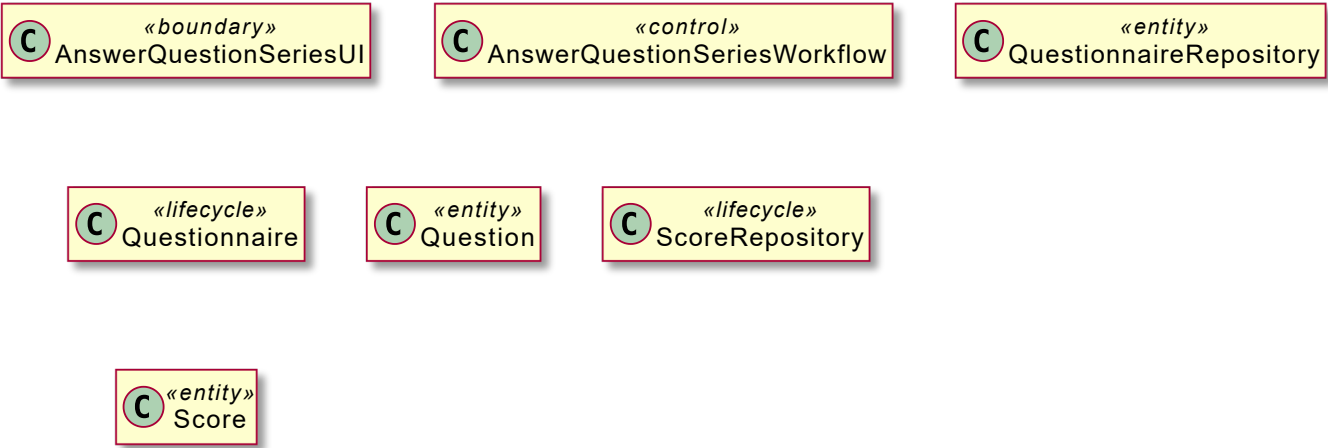 C «boundary»
AnswerQuestionSeriesUI
C «control»
AnswerQuestionSeriesWorkflow
C «entity»
QuestionnaireRepository
C «lifecycle»
Questionnaire
C «entity»
Question
C «lifecycle»
ScoreRepository
C «entity»
Score